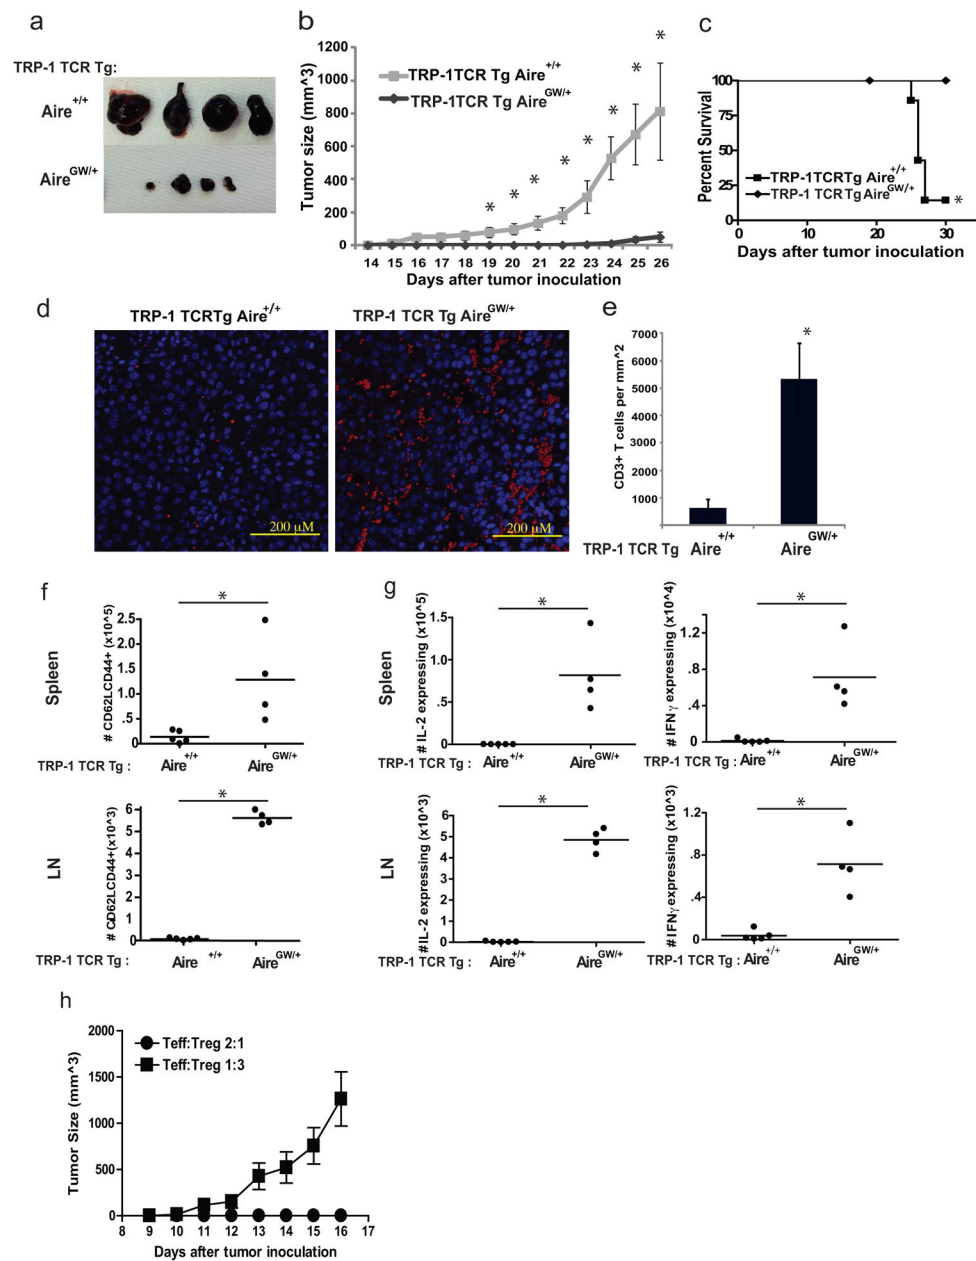 a
TRP-1 TCR Tg:
Aire+/+
AireGW/+
b
Tumor size (mm^3)
1200
1000
800
600
400
200
0
TRP-1TCR Tg Aire+/+
TRP-1TCR Tg AireGW/+
* * * * * * * *
14 15 16 17 18 19 20 21 22 23 24 25 26
Days after tumor inoculation
c
Percent Survival
100
75
50
25
0
TRP-1TCRTg Aire+/+
TRP-1 TCR Tg AireGW/+
*
0 10 20 30
Days after tumor inoculation
d
TRP-1 TCRTg Aire+/+
TRP-1 TCR Tg AireGW/+
200 µM
200 µM
e
CD3+ T cells per mm^2
7000
6000
5000
4000
3000
2000
1000
*
TRP-1 TCR Tg Aire+/+ AireGW/+
f
Spleen
# CD62LCD44+ (x10^5)
2.5
2.0
1.5
1.0
.5
0
*
TRP-1 TCR Tg : Aire+/+ AireGW/+
LN
# CD62LCD44+(x10^3)
6
5
4
3
2
1
0
*
TRP-1 TCR Tg : Aire+/+ AireGW/+
g
Spleen
# IL-2 expressing (x10^5)
1.5
1.0
.5
0
*
TRP-1 TCR Tg : Aire+/+ AireGW/+
#IFNγ expressing (x10^4)
1.2
.4
0
*
TRP-1 TCR Tg : Aire+/+ AireGW/+
LN
#IL-2 expressing (x10^3)
6
5
4
3
2
1
0
*
TRP-1 TCR Tg : Aire+/+ AireGW/+
#IFNγ expressing (x10^3)
1.2
.8
.4
0
*
TRP-1 TCR Tg : Aire+/+ AireGW/+
h
Tumor Size (mm^3)
2000
1500
1000
500
0
Teff:Treg 2:1
Teff:Treg 1:3
8 9 10 11 12 13 14 15 16 17
Days after tumor inoculation